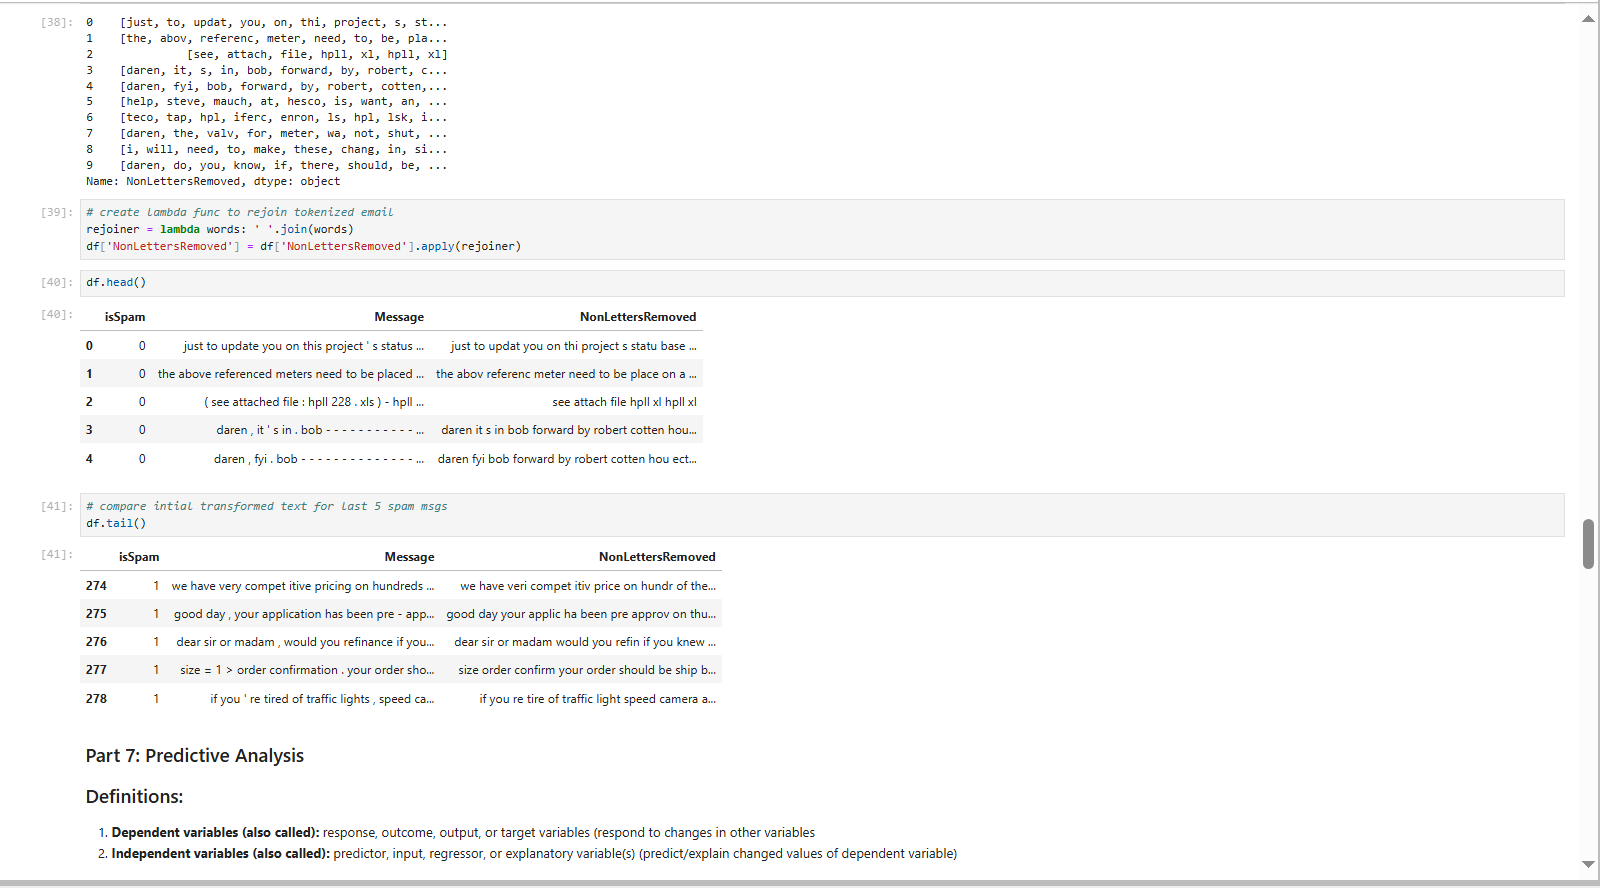 [38]: 0 [just, to, updat, you, on, thi, project, s, st...
1 [the, abov, referenc, meter, need, to, be, pla...
2 [see, attach, file, hpll, xl, hpll, xl]
3 [daren, it, s, in, bob, forward, by, robert, c...
4 [daren, fyi, bob, forward, by, robert, cotten,...
5 [help, steve, mauch, at, hesco, is, want, an, ...
6 [teco, tap, hpl, iferc, enron, ls, hpl, lsk, i...
7 [daren, the, valv, for, meter, wa, not, shut, ...
8 [i, will, need, to, make, these, chang, in, si...
9 [daren, do, you, know, if, there, should, be, ...
Name: NonLettersRemoved, dtype: object
[39]: # create lambda func to rejoin tokenized email
rejoiner = lambda words: ' '.join(words)
df['NonLettersRemoved'] = df['NonLettersRemoved'].apply(rejoiner)
[40]: df.head()
[40]: isSpam Message NonLettersRemoved
0 0 just to update you on this project ' s status ... just to updat you on thi project s statu base ...
1 0 the above referenced meters need to be placed ... the abov referenc meter need to be place on a ...
2 0 ( see attached file : hpll 228 . xls ) - hpll ... see attach file hpll xl hpll xl
3 0 daren , it ' s in . bob - - - - - - - - - - - ... daren it s in bob forward by robert cotten hou...
4 0 daren , fyi . bob - - - - - - - - - - - - - - ... daren fyi bob forward by robert cotten hou ect...
[41]: # compare intial transformed text for last 5 spam msgs
df.tail()
[41]: isSpam Message NonLettersRemoved
274 1 we have very compet itive pricing on hundreds ... we have veri compet itiv price on hundr of the...
275 1 good day , your application has been pre - app... good day your applic ha been pre approv on thu...
276 1 dear sir or madam , would you refinance if you... dear sir or madam would you refin if you knew ...
277 1 size = 1 > order confirmation . your order sho... size order confirm your order should be ship b...
278 1 if you ' re tired of traffic lights , speed ca... if you re tire of traffic light speed camera a...
Part 7: Predictive Analysis
Definitions:
1. Dependent variables (also called): response, outcome, output, or target variables (respond to changes in other variables
2. Independent variables (also called): predictor, input, regressor, or explanatory variable(s) (predict/explain changed values of dependent variable)